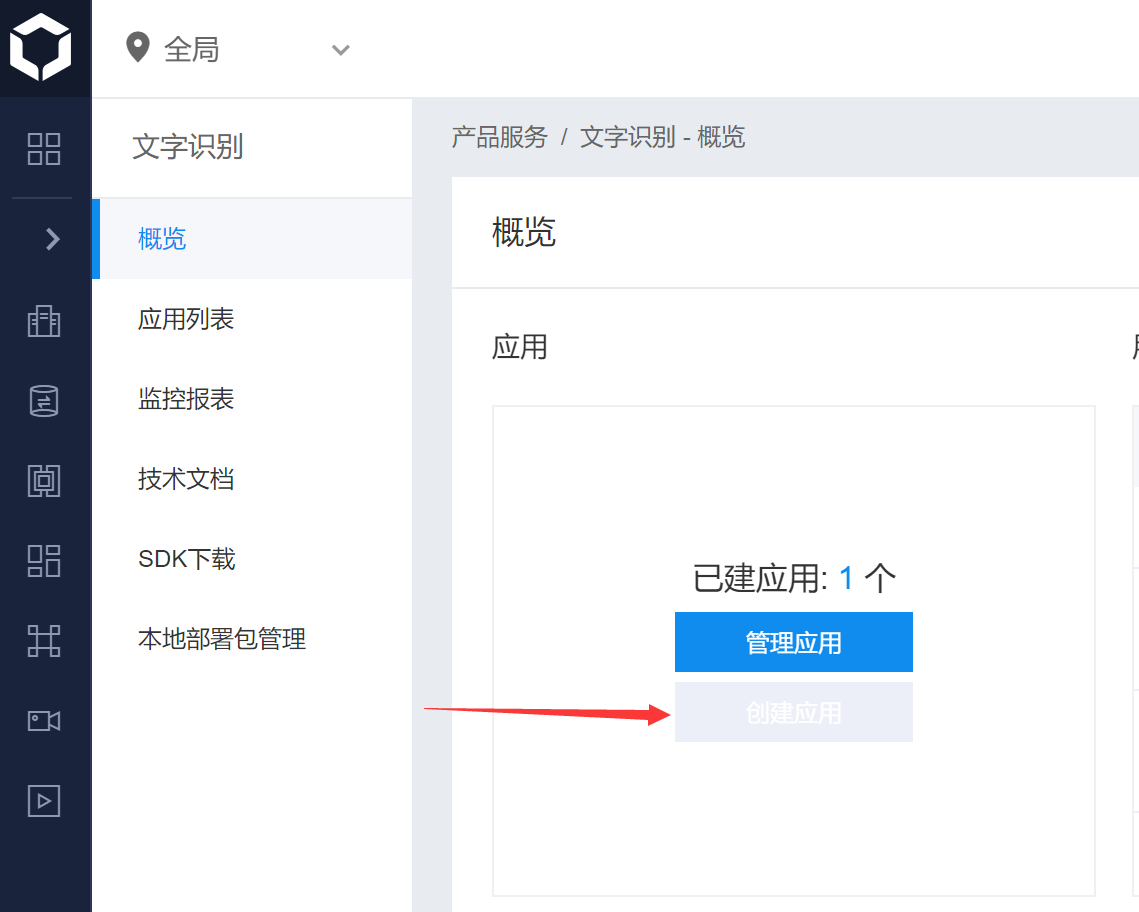 全局
文字识别
概览
应用列表
监控报表
技术文档
SDK下载
本地部署包管理
产品服务 / 文字识别 - 概览
概览
应用
已建应用: 1 个
管理应用
创建应用